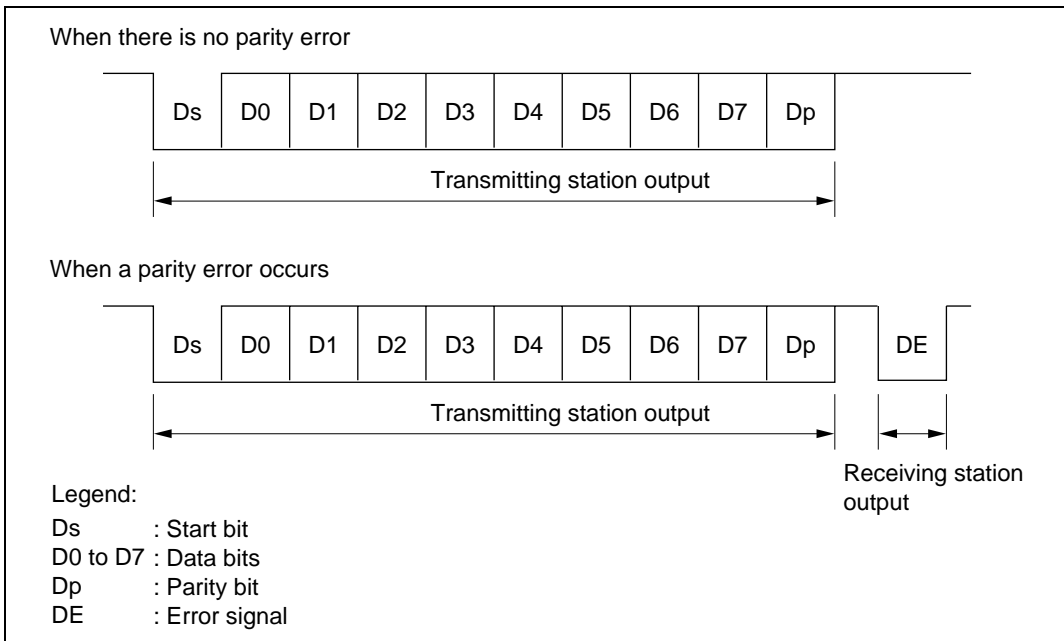 When there is no parity error
Ds D0 D1 D2 D3 D4 D5 D6 D7 Dp
Transmitting station output
When a parity error occurs
Ds D0 D1 D2 D3 D4 D5 D6 D7 Dp DE
Transmitting station output
Receiving station
output
Legend:
Ds : Start bit
D0 to D7 : Data bits
Dp : Parity bit
DE : Error signal